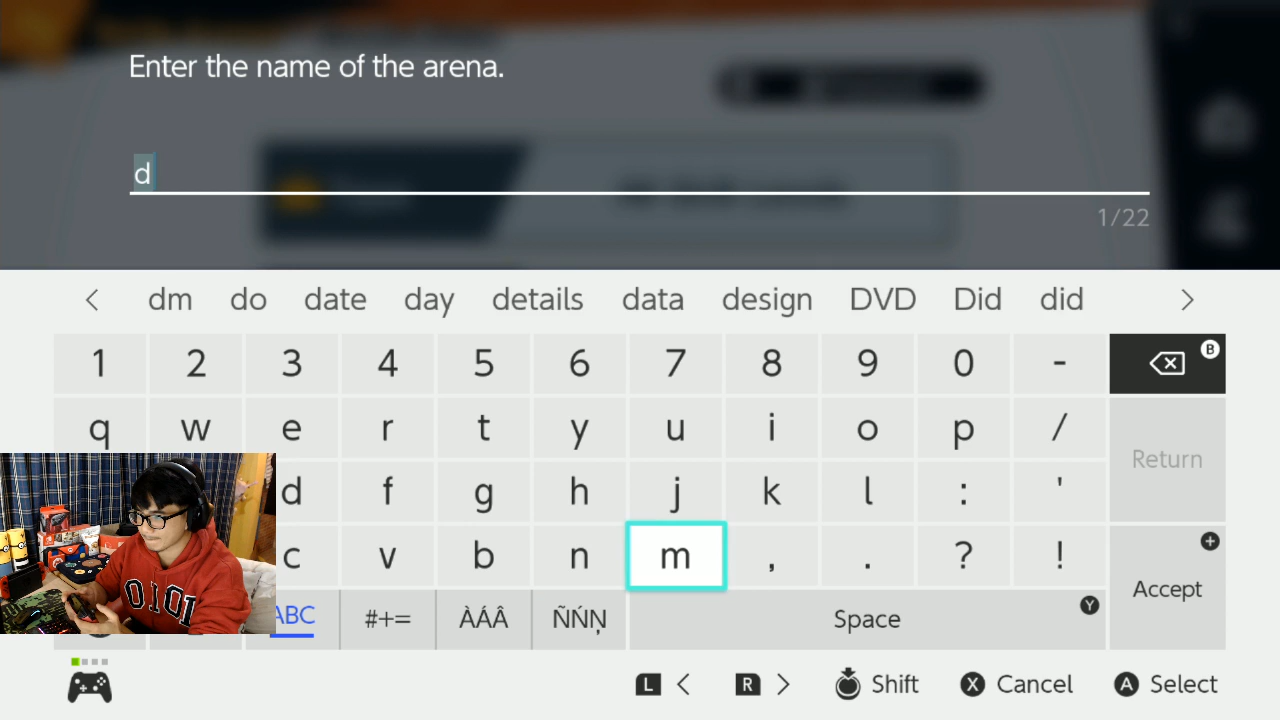 Enter the name of the arena.
d
1/22
dm do date day details data design DVD Did did
1 2 3 4 5 6 7 8 9 0 - B
q w e r t y u i o p /
Return
d f g h j k l : '
c v b n m , . ? ! +
Accept
ABC #+= ÀÁÂ ÑŃŅ Space Y
L < R > Shift X Cancel A Select